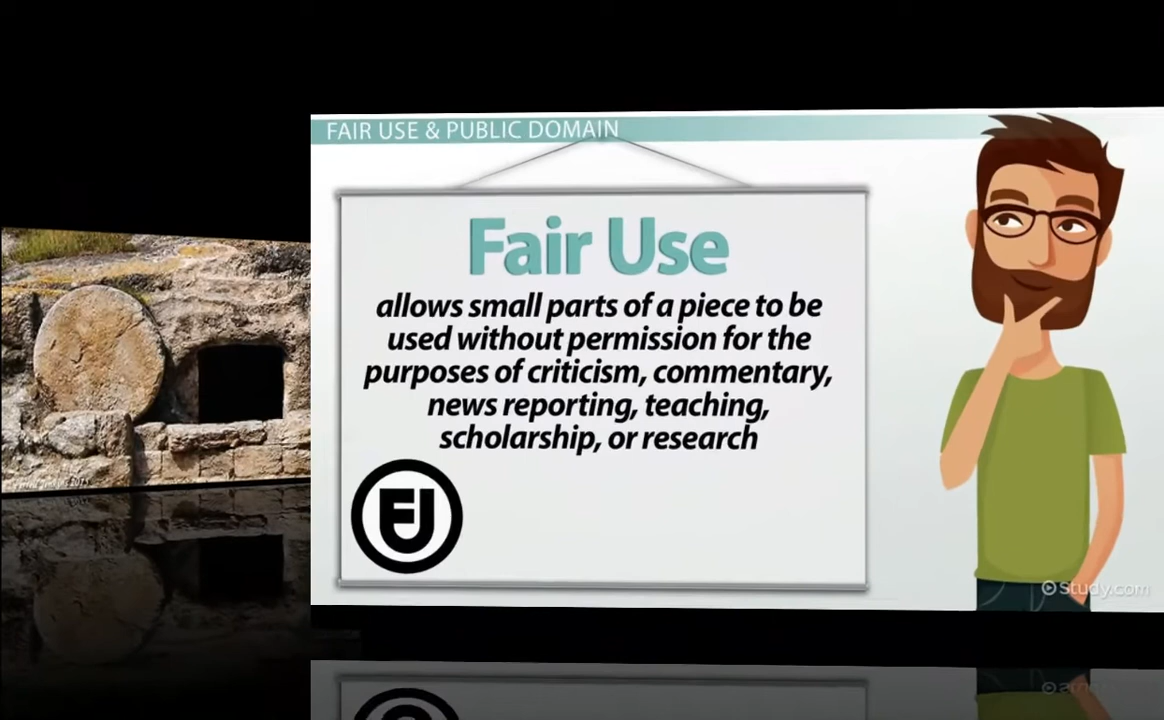 FAIR USE & PUBLIC DOMAIN
Fair Use
allows small parts of a piece to be
used without permission for the
purposes of criticism, commentary,
news reporting, teaching,
scholarship, or research
Study.com